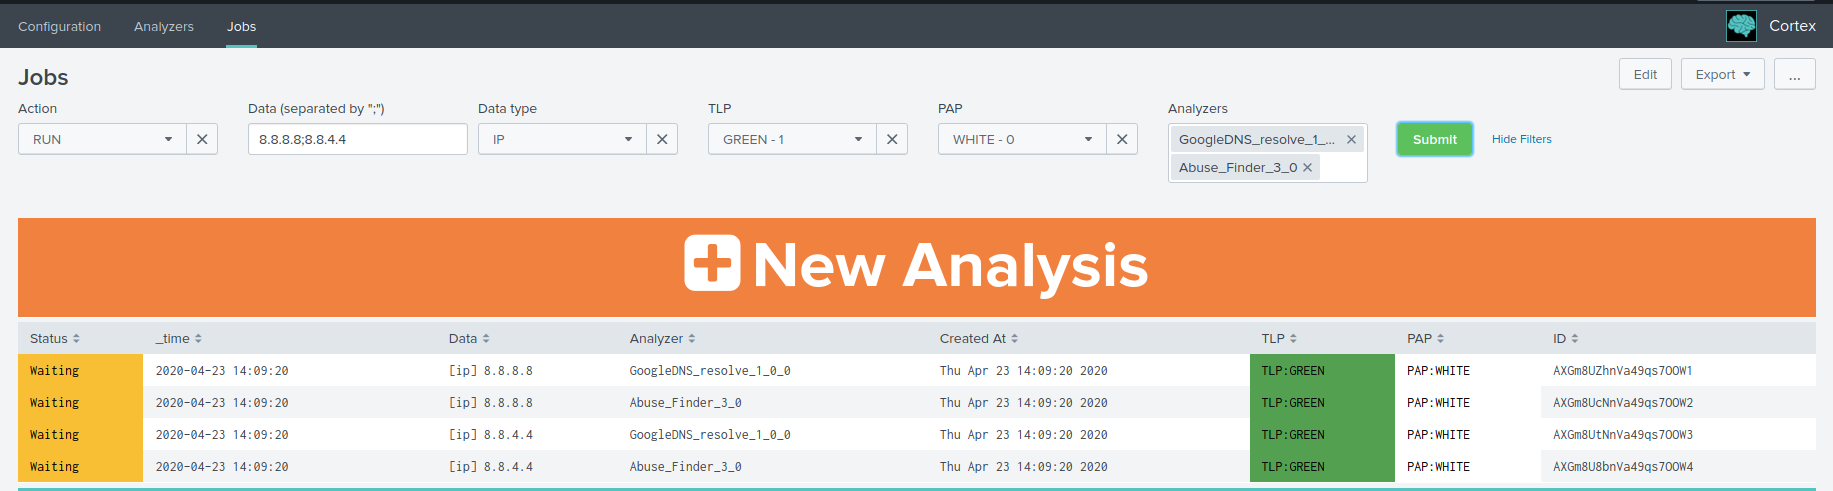 Configuration Analyzers Jobs Cortex
Jobs Edit Export ...
Action Data (separated by ";") Data type TLP PAP Analyzers
RUN 8.8.8.8;8.8.4.4 IP GREEN - 1 WHITE - 0 GoogleDNS_resolve_1_... Submit Hide Filters
Abuse_Finder_3_0
New Analysis
Status _time Data Analyzer Created At TLP PAP ID
Waiting 2020-04-23 14:09:20 [ip] 8.8.8.8 GoogleDNS_resolve_1_0_0 Thu Apr 23 14:09:20 2020 TLP:GREEN PAP:WHITE AXGm8UZhnVa49qs7OOW1
Waiting 2020-04-23 14:09:20 [ip] 8.8.8.8 Abuse_Finder_3_0 Thu Apr 23 14:09:20 2020 TLP:GREEN PAP:WHITE AXGm8UcNnVa49qs7OOW2
Waiting 2020-04-23 14:09:20 [ip] 8.8.4.4 GoogleDNS_resolve_1_0_0 Thu Apr 23 14:09:20 2020 TLP:GREEN PAP:WHITE AXGm8UtNnVa49qs7OOW3
Waiting 2020-04-23 14:09:20 [ip] 8.8.4.4 Abuse_Finder_3_0 Thu Apr 23 14:09:20 2020 TLP:GREEN PAP:WHITE AXGm8U8bnVa49qs7OOW4